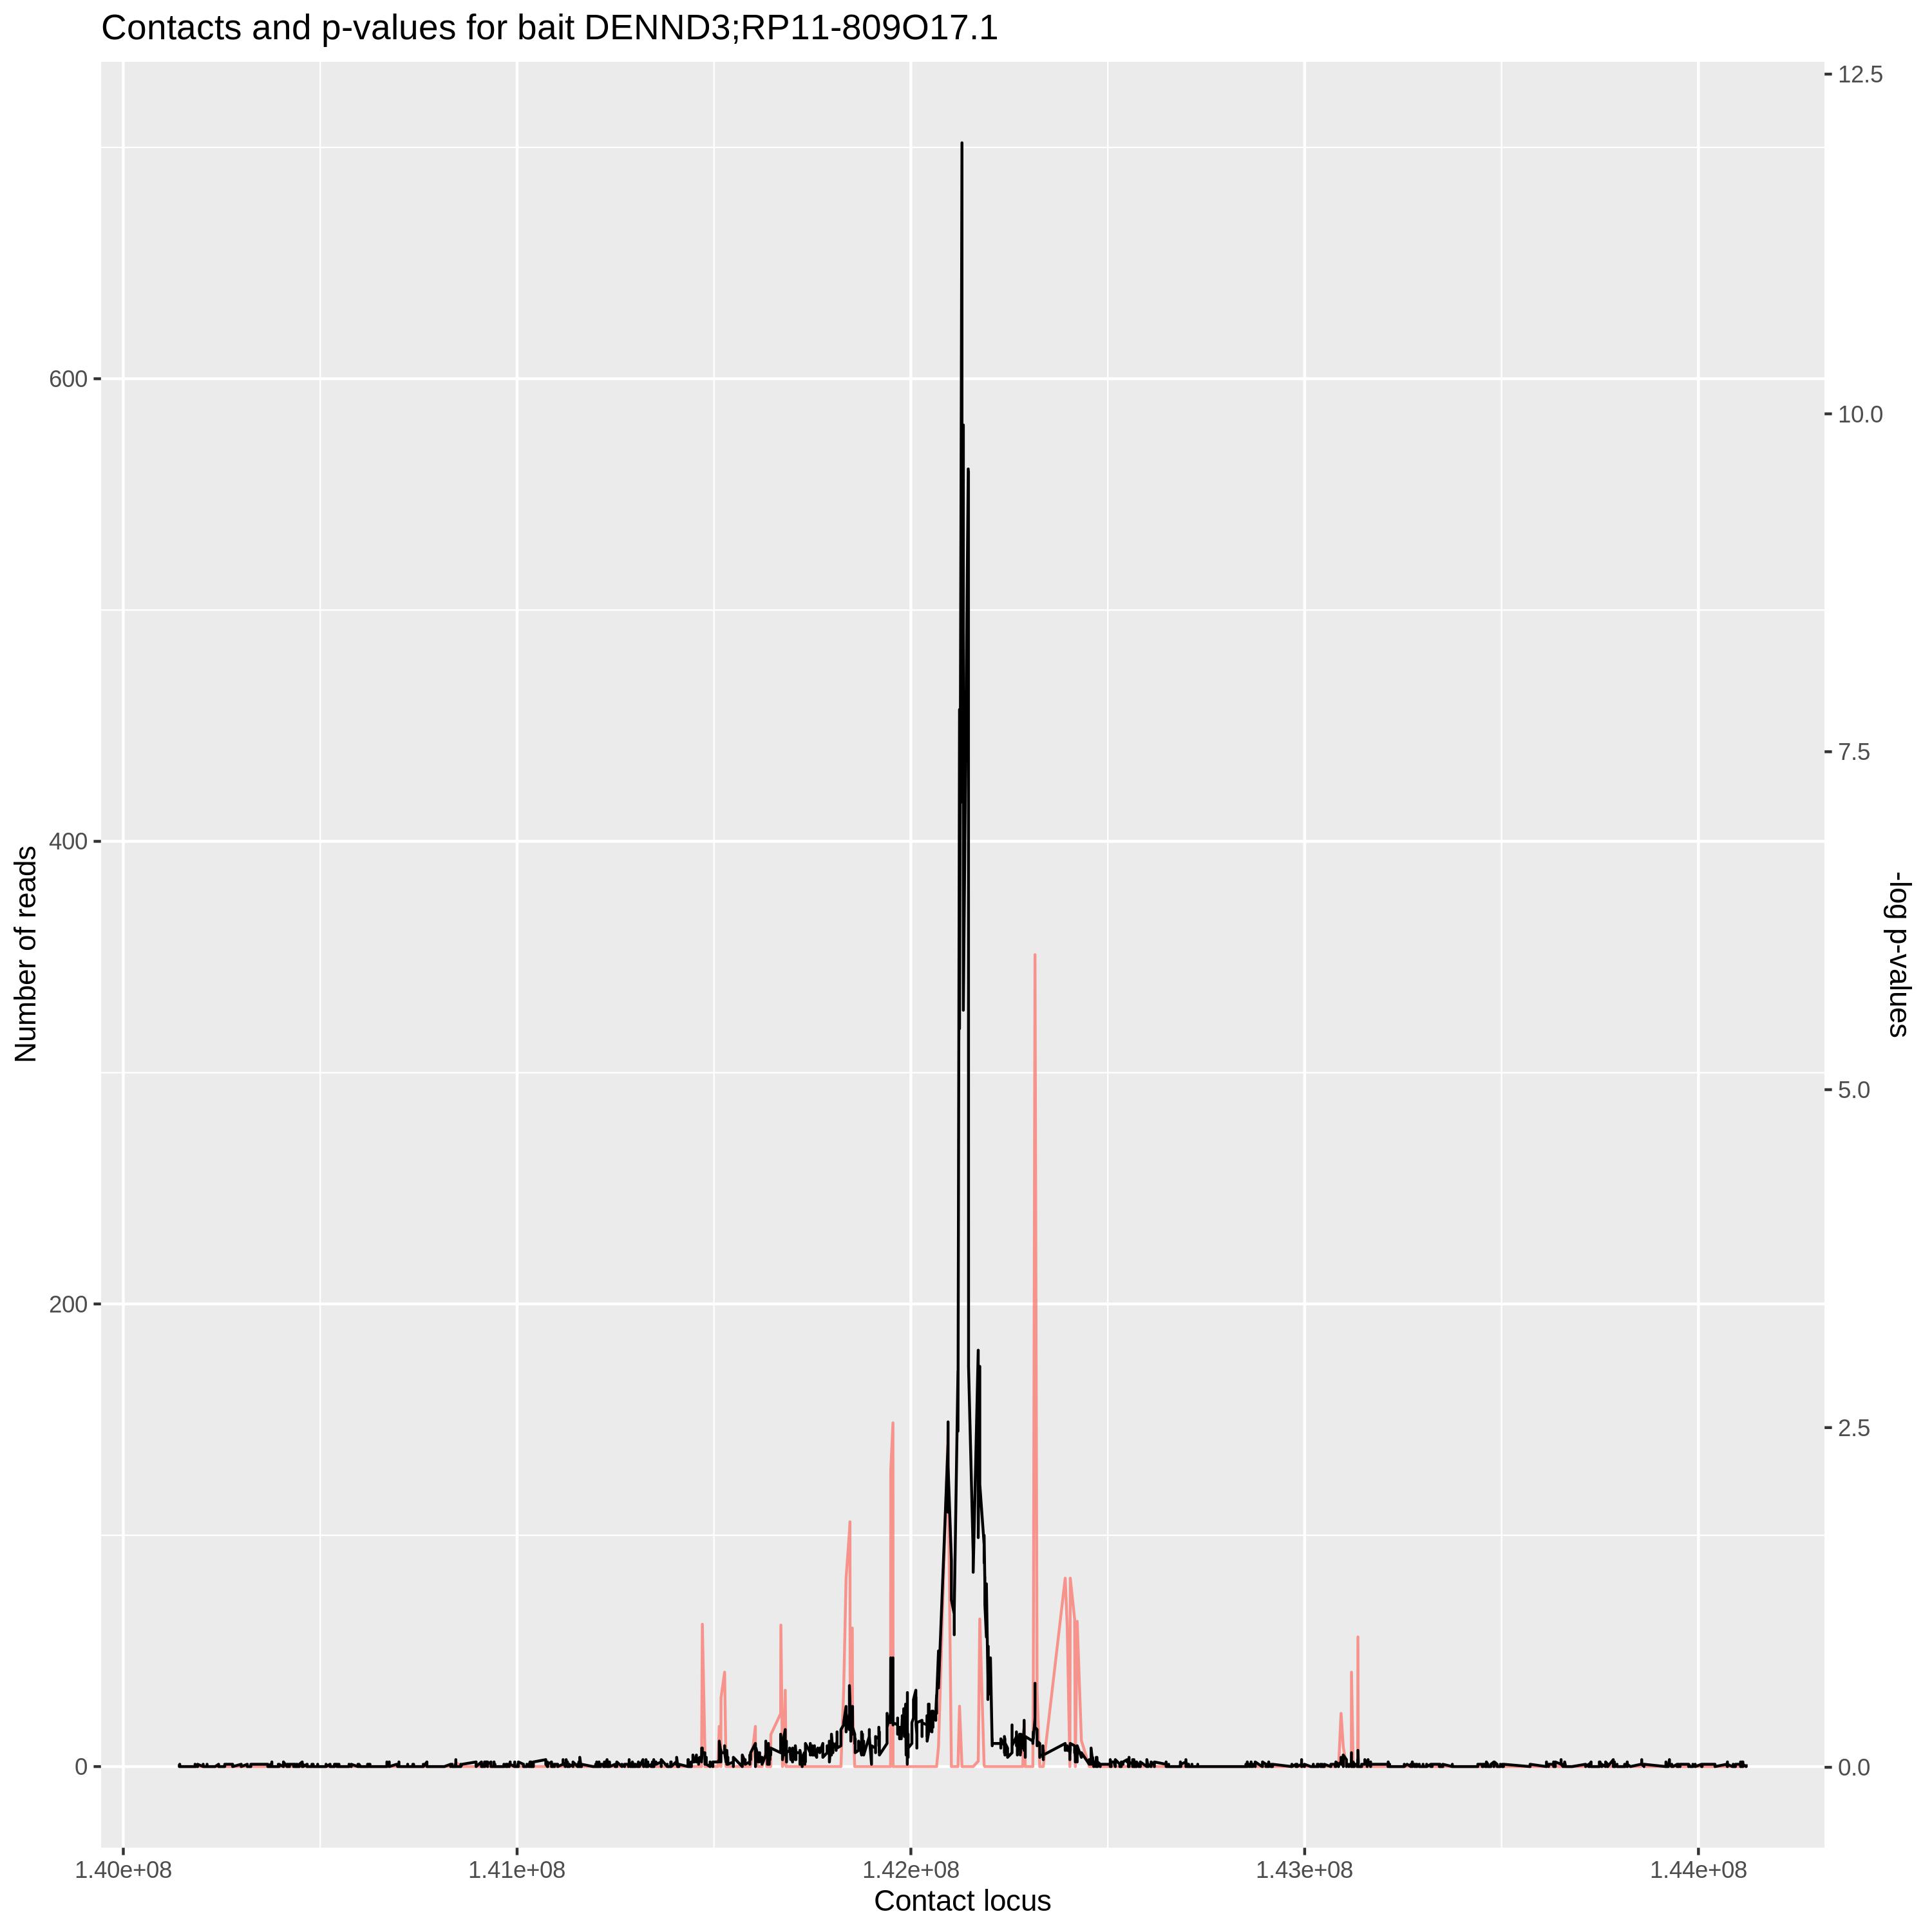 Contacts and p-values for bait DENND3;RP11-809O17.1
12.5
10.0
7.5
5.0
2.5
0.0
600
400
200
0
Number of reads
-log p-values
1.40e+08 1.41e+08 1.42e+08 1.43e+08 1.44e+08
Contact locus